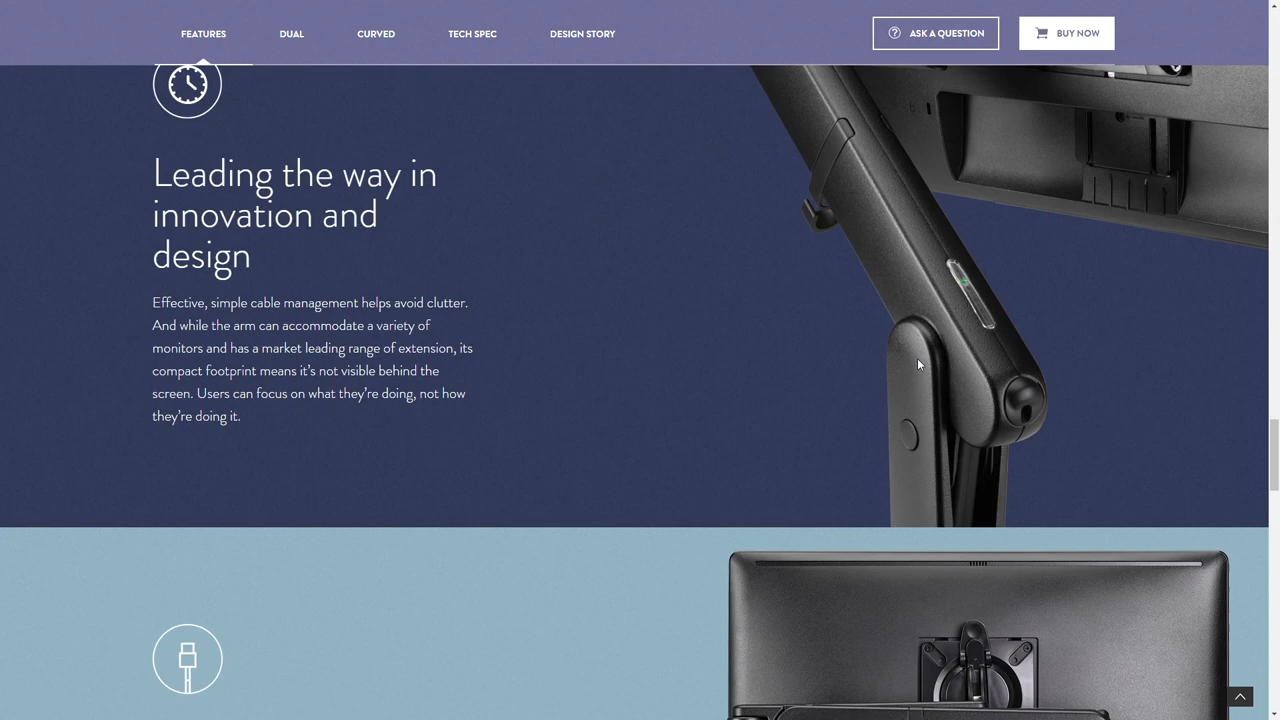 FEATURES
DUAL
CURVED
TECH SPEC
DESIGN STORY
ASK A QUESTION
BUY NOW
Leading the way in
innovation and
design
Effective, simple cable management helps avoid clutter.
And while the arm can accommodate a variety of
monitors and has a market leading range of extension, its
compact footprint means it’s not visible behind the
screen. Users can focus on what they’re doing, not how
they’re doing it.